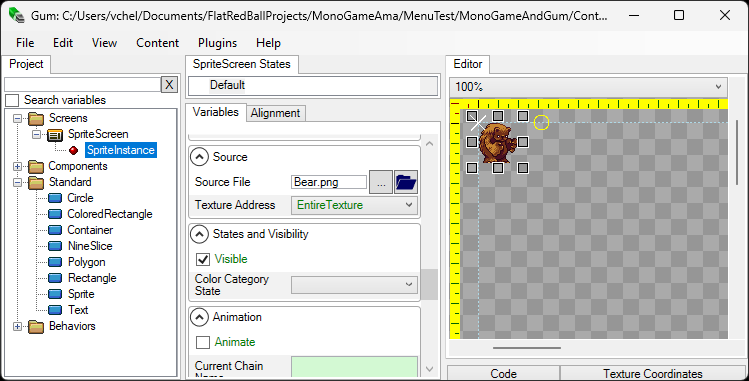 Gum: C:/Users/vchel/Documents/FlatRedBallProjects/MonoGameAma/MenuTest/MonoGameAndGum/Cont...
File Edit View Content Plugins Help
Project
X
Search variables
Screens
SpriteScreen
SpriteInstance
Components
Standard
Circle
ColoredRectangle
Container
NineSlice
Polygon
Rectangle
Sprite
Text
Behaviors
SpriteScreen States
Default
Variables Alignment
Source
Source File Bear.png ...
Texture Address EntireTexture
States and Visibility
Visible
Color Category
State
Animation
Animate
Current Chain
Name
Editor
100%
Code Texture Coordinates